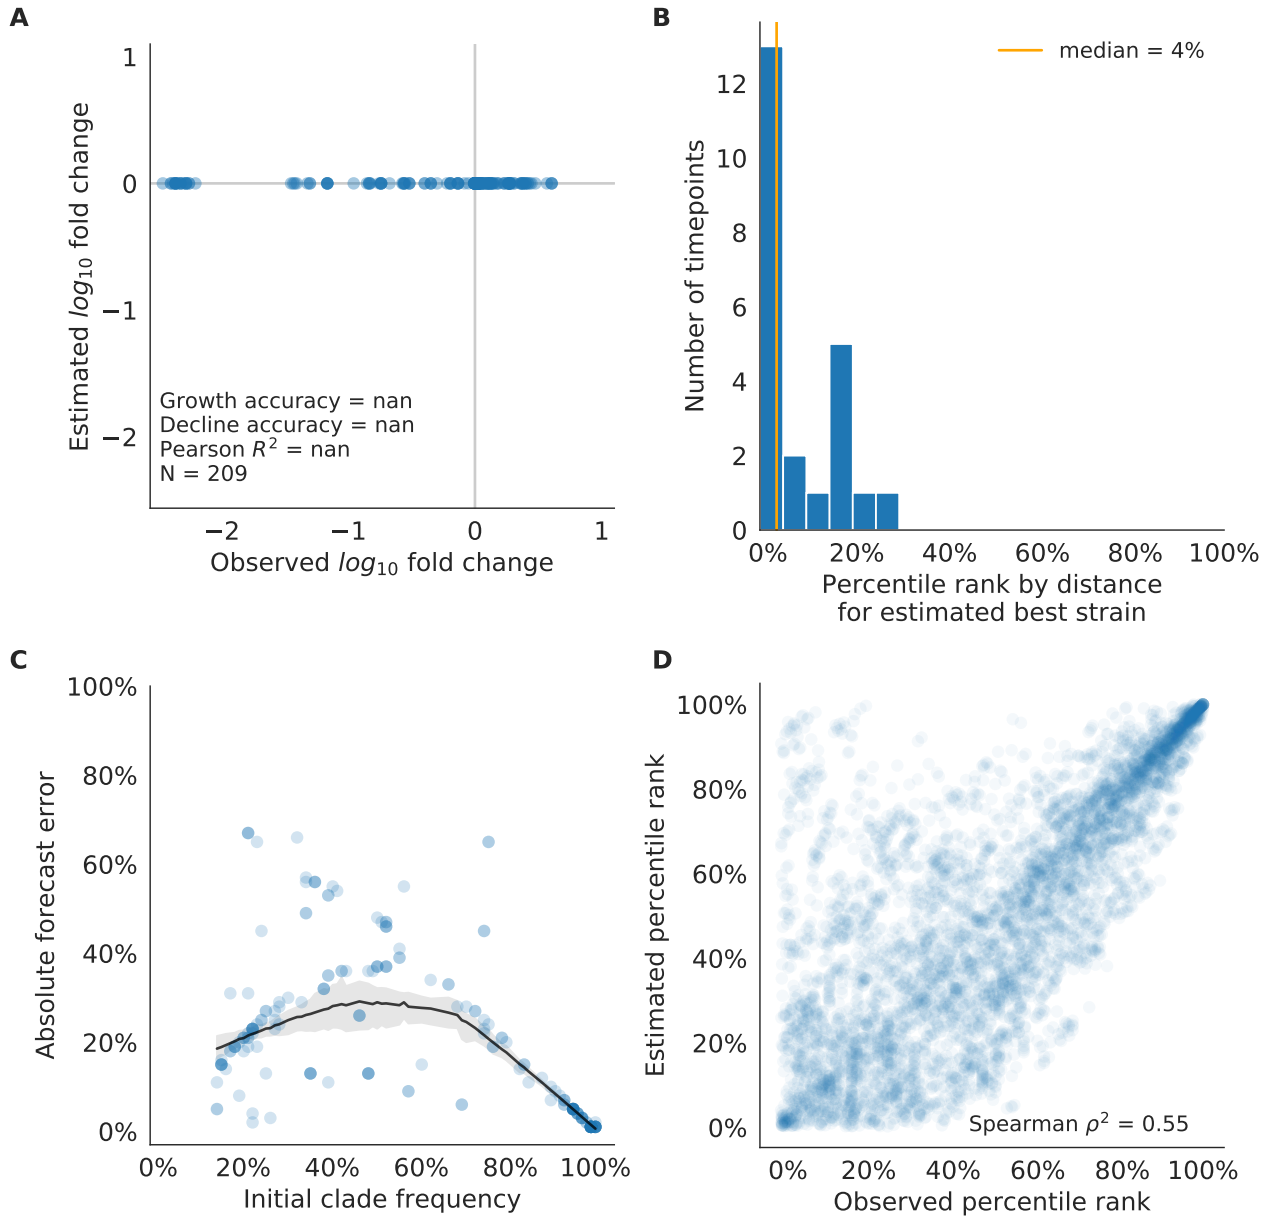 A
1
0
−1
−2
Estimated log10 fold change
Growth accuracy = nan
Decline accuracy = nan
Pearson R² = nan
N = 209
−2 −1 0 1
Observed log10 fold change
B
median = 4%
12
10
8
6
4
2
0
Number of timepoints
0% 20% 40% 60% 80% 100%
Percentile rank by distance
for estimated best strain
C
100%
80%
60%
40%
20%
0%
Absolute forecast error
0% 20% 40% 60% 80% 100%
Initial clade frequency
D
100%
80%
60%
40%
20%
0%
Estimated percentile rank
Spearman ρ² = 0.55
0% 20% 40% 60% 80% 100%
Observed percentile rank